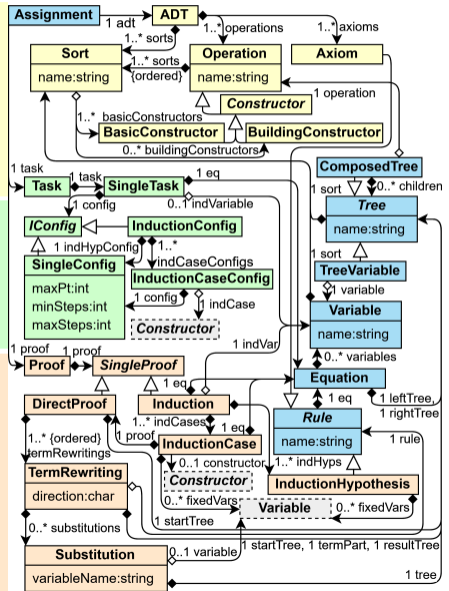 Assignment
1 adt
ADT
1..* operations
1..* axioms
1..* sorts
Sort
name:string
1..* sorts
{ordered}
Operation
name:string
Axiom
1 operation
Constructor
1..* basicConstructors
BasicConstructor
BuildingConstructor
0..* buildingConstructors
1 task
Task
1 task
SingleTask
1 eq
1 config
0..1 indVariable
ComposedTree
1 sort
0..* children
Tree
name:string
IConfig
InductionConfig
1 indHypConfig
1..*
indCaseConfigs
SingleConfig
maxPt:int
minSteps:int
maxSteps:int
InductionCaseConfig
1 config
1 indCase
Constructor
1 sort
TreeVariable
1 variable
Variable
name:string
1 indVar
0..* variables
1 proof
Proof
1 proof
SingleProof
1 eq
Equation
1 eq
1 leftTree,
1 rightTree
DirectProof
Induction
1 eq
Rule
name:string
1..* indCases
1 proof
InductionCase
1 rule
1..* {ordered}
termRewritings
0..1 constructor
1..* indHyps
TermRewriting
direction:char
Constructor
InductionHypothesis
0..* fixedVars
Variable
0..* fixedVars
1 startTree
0..* substitutions
Substitution
variableName:string
0..1 variable
1 startTree, 1 termPart, 1 resultTree
1 tree